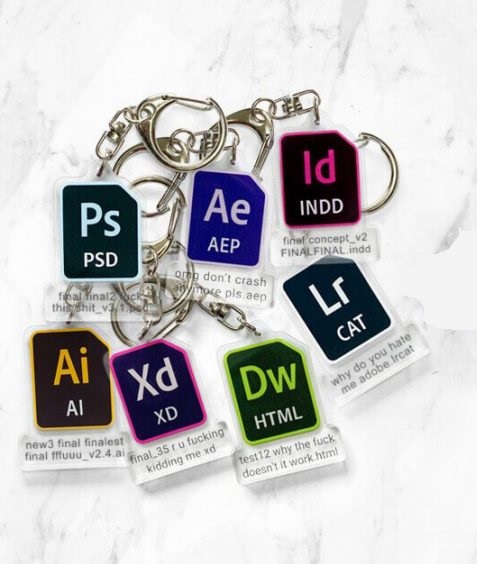 Ps
PSD
final final2 fuck
this shit_v3.1.psd
Ae
AEP
omg don't crash
anymore pls.aep
Id
INDD
final concept_v2
FINALFINAL.indd
Lr
CAT
why do you hate
me adobe.lrcat
Ai
AI
new3 final finalest
final fffuuu_v2.4.ai
Xd
XD
final_35 r u fucking
kidding me xd
Dw
HTML
test12 why the fuck
doesn't it work.html